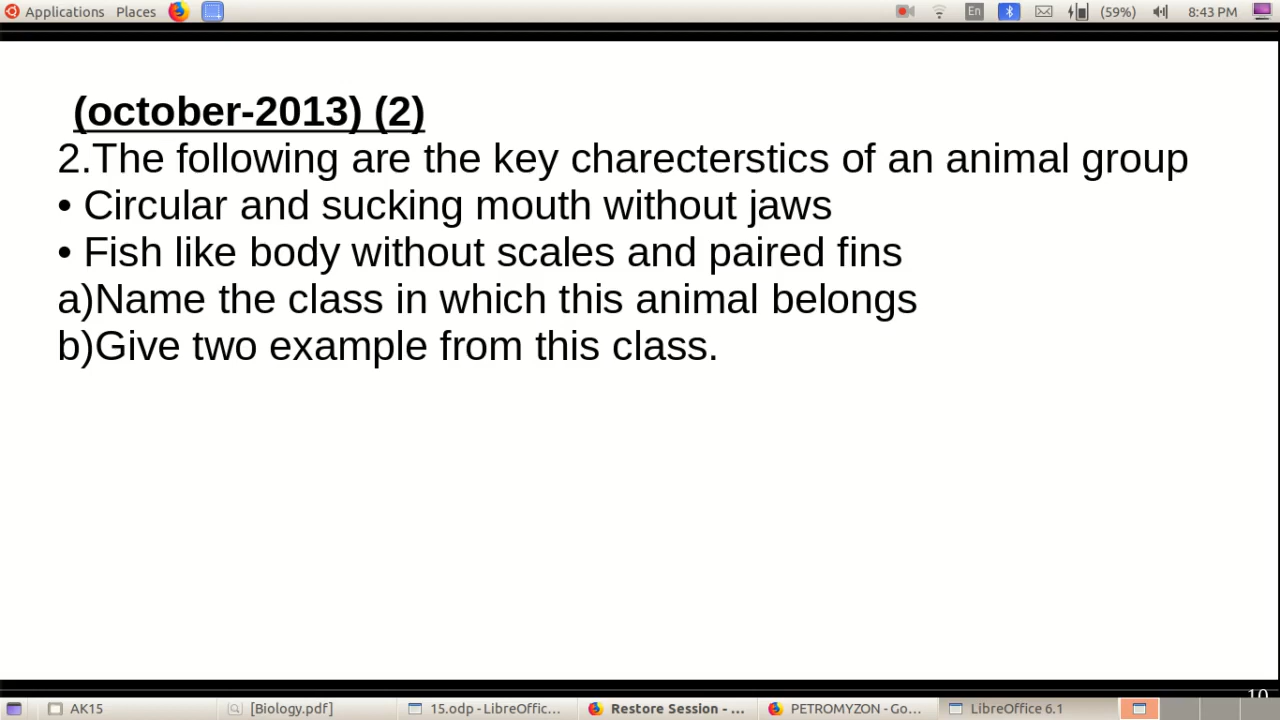 Applications Places En (59%) 8:43 PM
(october-2013) (2)
2.The following are the key charecterstics of an animal group
• Circular and sucking mouth without jaws
• Fish like body without scales and paired fins
a)Name the class in which this animal belongs
b)Give two example from this class.
10
AK15 [Biology.pdf] 15.odp - LibreOffic... Restore Session - ... PETROMYZON - Go... LibreOffice 6.1